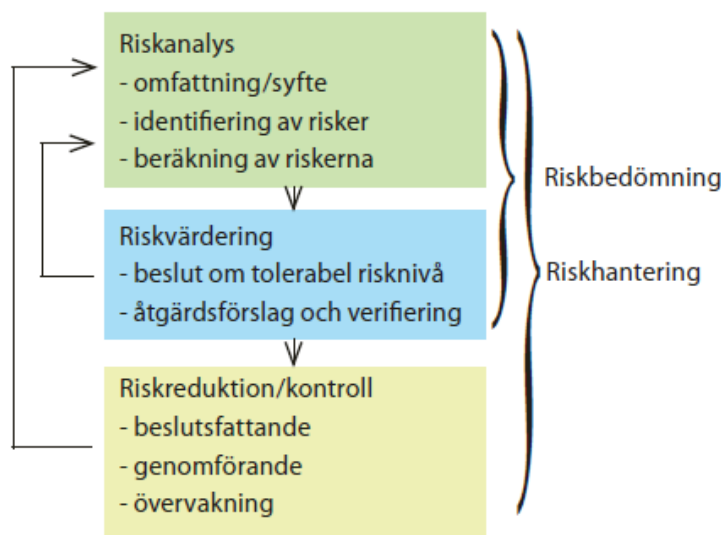 Riskanalys
- omfattning/syfte
- identifiering av risker
- beräkning av riskerna
Riskbedömning
Riskvärdering
- beslut om tolerabel risknivå
- åtgärdsförslag och verifiering
Riskhantering
Riskreduktion/kontroll
- beslutsfattande
- genomförande
- övervakning